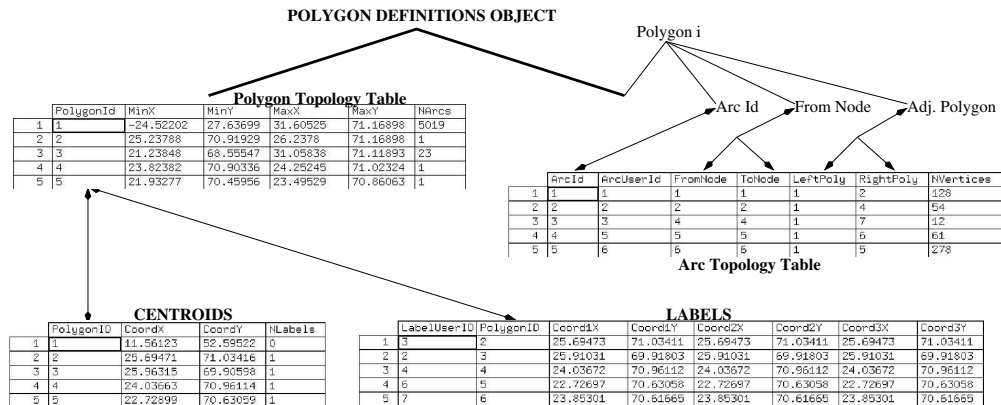 POLYGON DEFINITIONS OBJECT
Polygon i
Polygon Topology Table
Arc Id From Node Adj. Polygon
PolygonId MinX MinY MaxX MaxY NArcs
1 1 -24.52202 27.63699 31.60525 71.16898 5019
2 2 25.23788 70.91929 26.2378 71.16898 1
3 3 21.23848 68.55547 31.05838 71.11893 23
4 4 23.82382 70.90336 24.25245 71.02324 1
5 5 21.93277 70.45956 23.49529 70.86063 1
ArcId ArcUserId FromNode ToNode LeftPoly RightPoly NVertices
1 1 1 1 1 1 2 128
2 2 2 2 2 1 4 54
3 3 3 4 4 1 7 12
4 4 5 5 5 1 6 61
5 5 6 6 6 1 5 278
Arc Topology Table
CENTROIDS
PolygonID CoordX CoordY NLabels
1 1 11.56123 52.59522 0
2 2 25.69471 71.03416 1
3 3 25.96315 69.90598 1
4 4 24.03663 70.96114 1
5 5 22.72899 70.63059 1
LABELS
LabelUserID PolygonID Coord1X Coord1Y Coord2X Coord2Y Coord3X Coord3Y
1 3 2 25.69473 71.03411 25.69473 71.03411 25.69473 71.03411
2 2 3 25.91031 69.91803 25.91031 69.91803 25.91031 69.91803
3 4 4 24.03672 70.96112 24.03672 70.96112 24.03672 70.96112
4 6 5 22.72697 70.63058 22.72697 70.63058 22.72697 70.63058
5 7 6 23.85301 70.61665 23.85301 70.61665 23.85301 70.61665